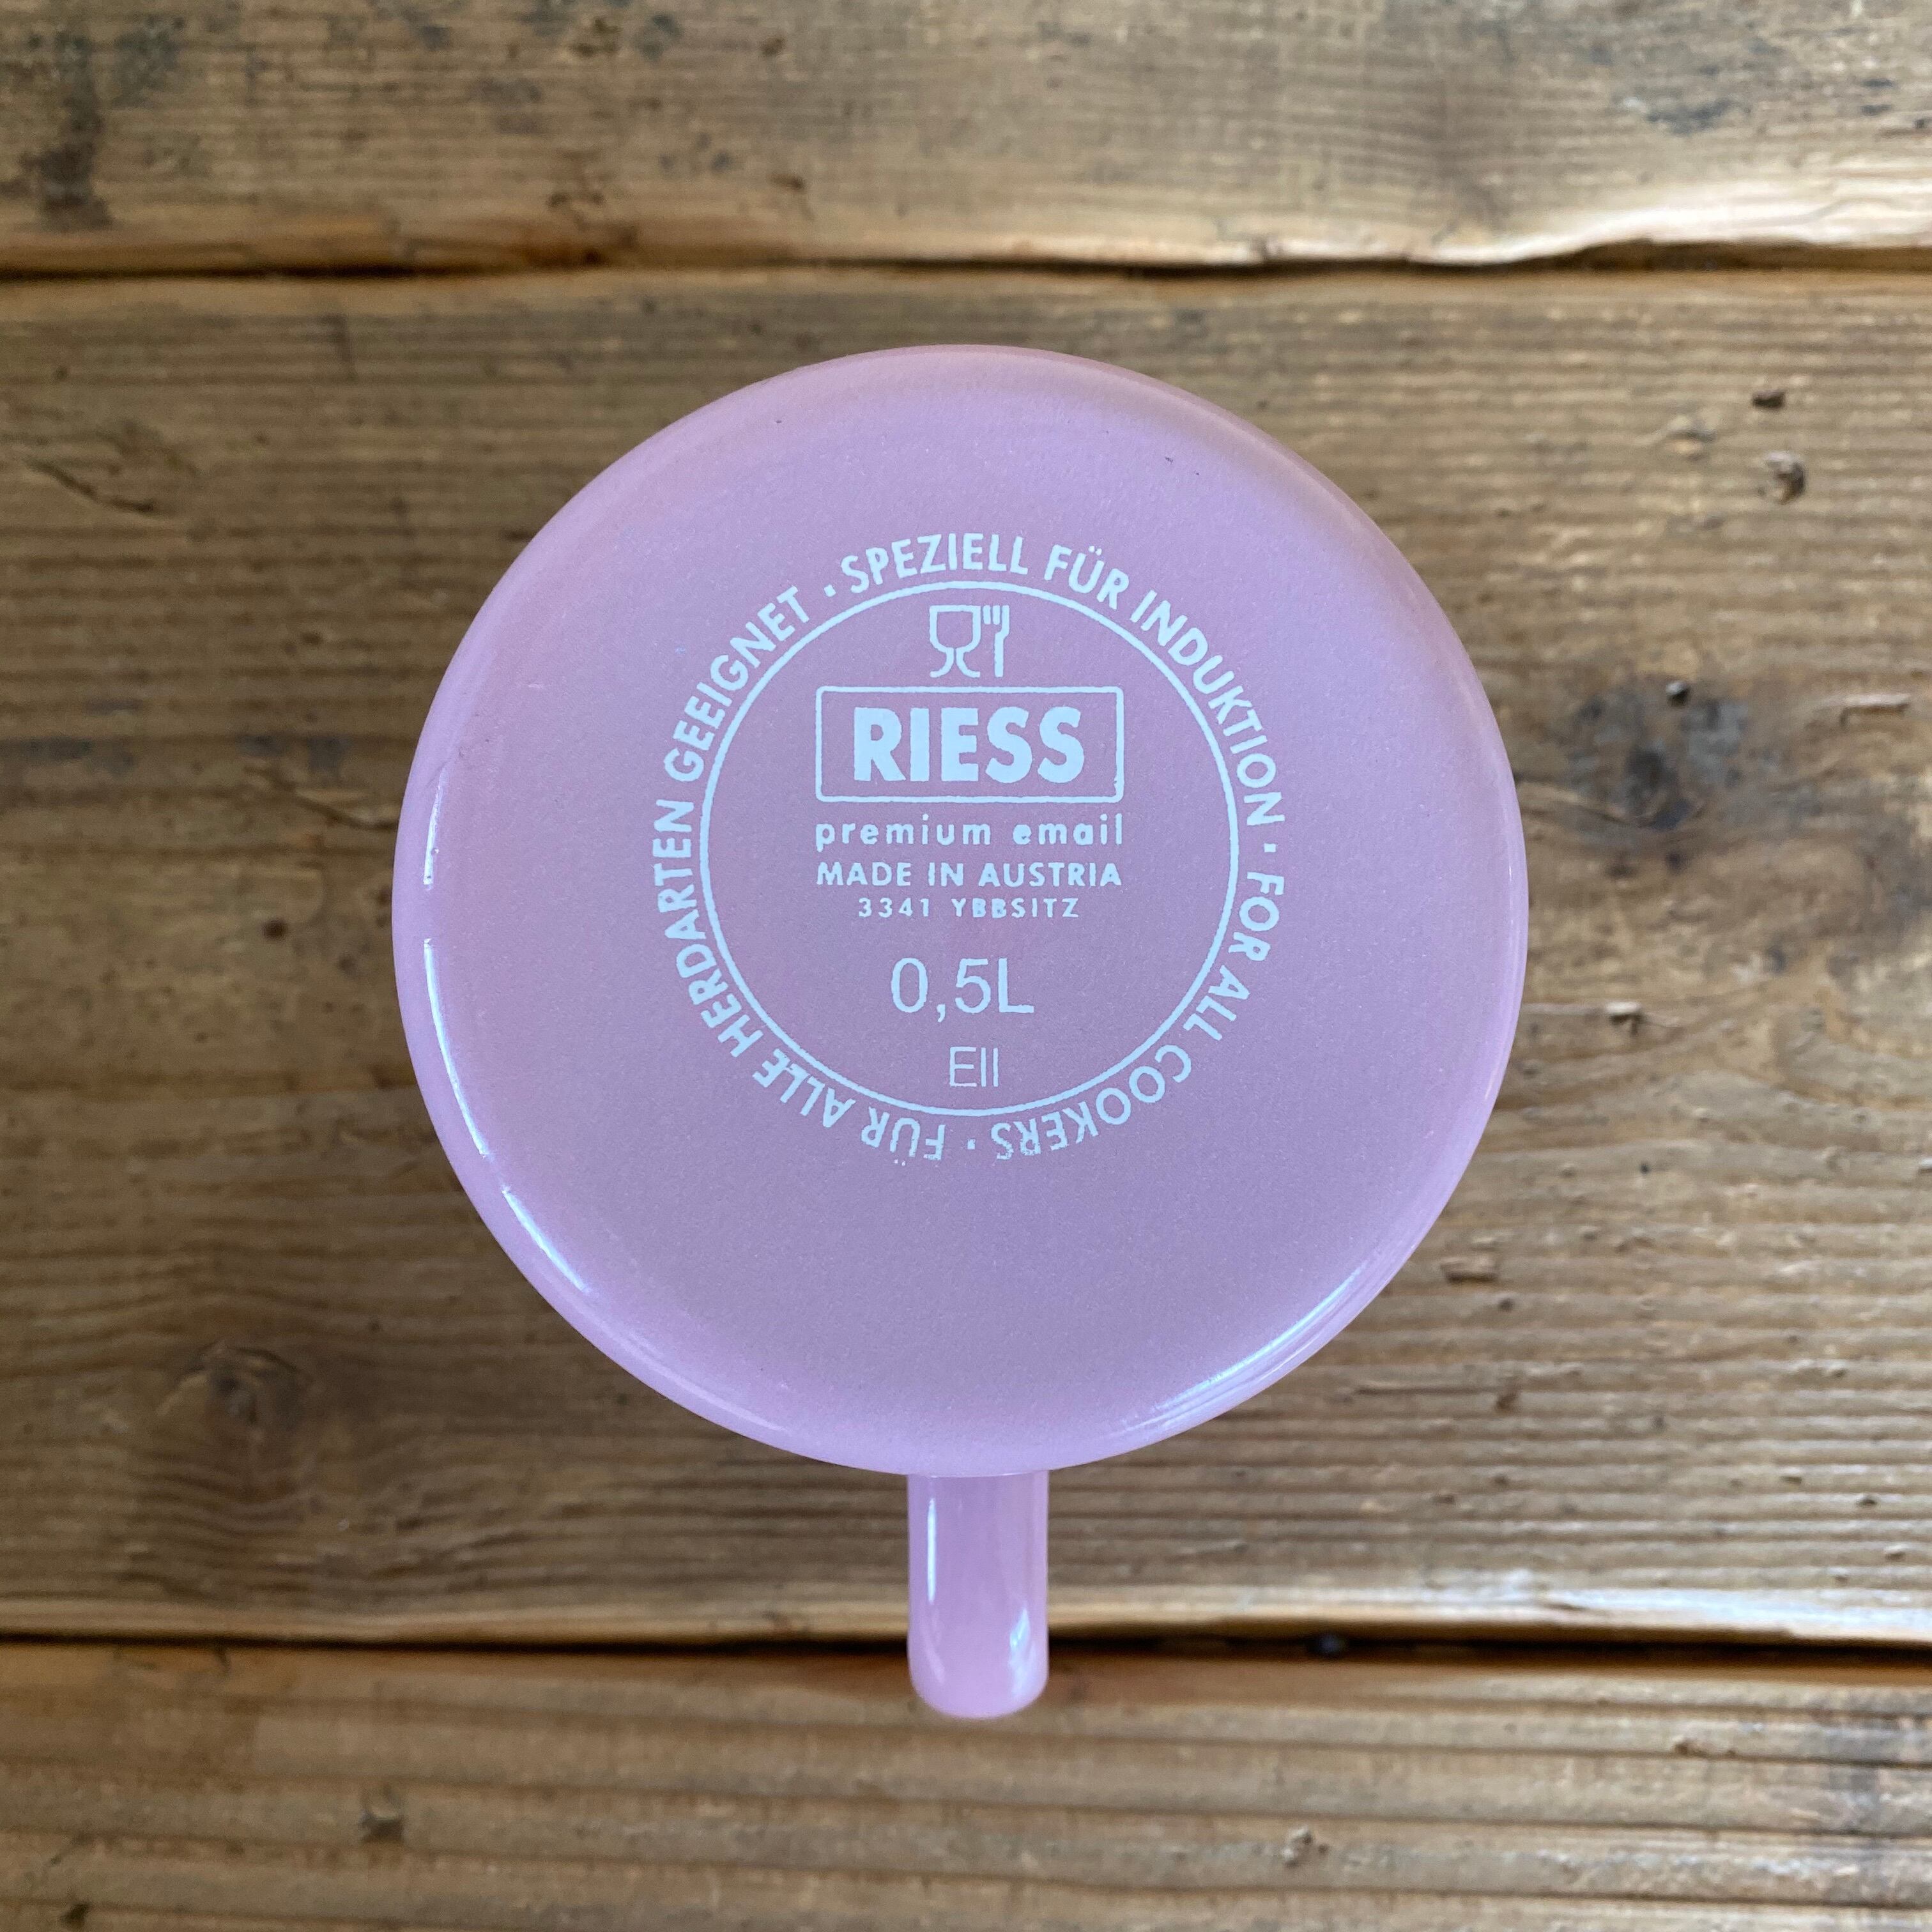 SPEZIELL FÜR INDUKTION · FOR ALL COOKERS · FÜR ALLE HERDARTEN GEEIGNET ·
RIESS
premium email
MADE IN AUSTRIA
3341 YBBSITZ
0,5L
EII